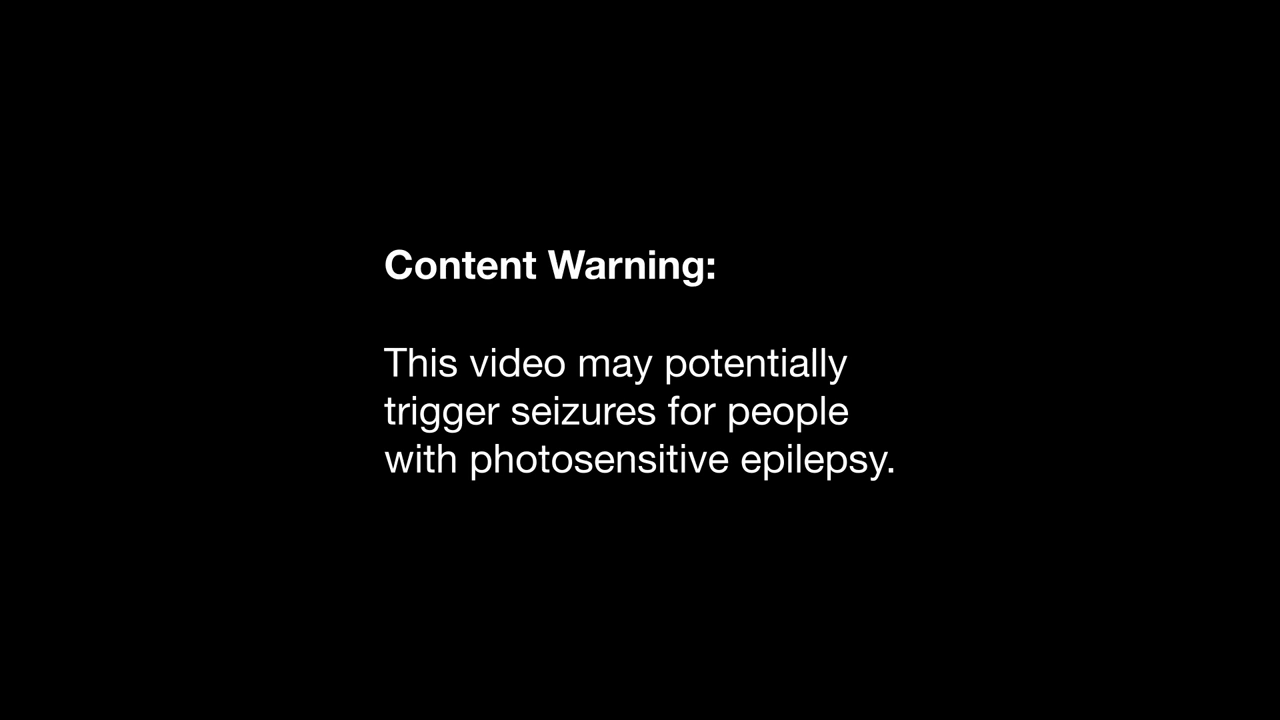 Content Warning:
This video may potentially
trigger seizures for people
with photosensitive epilepsy.